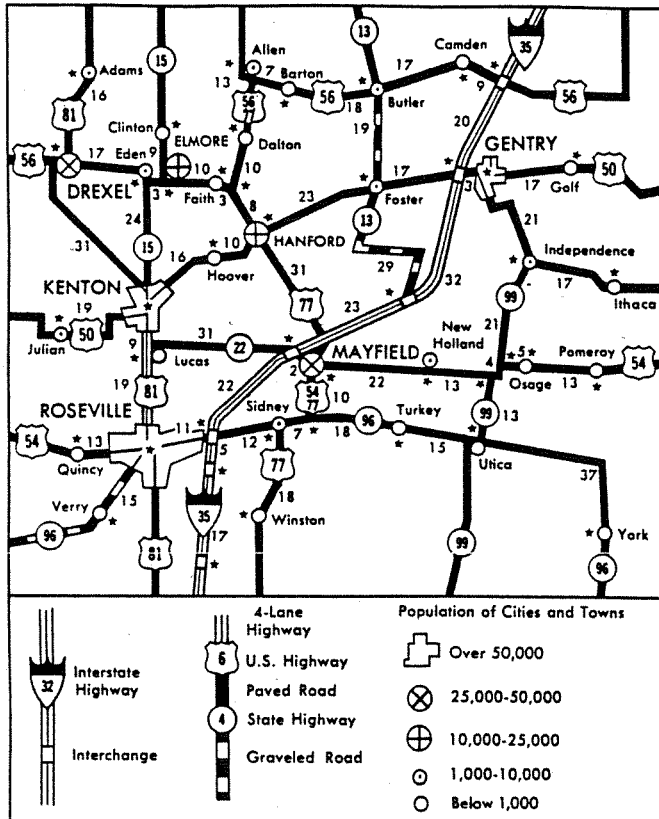 13 35
Allen Camden
15 17
Adams 7 Barton
16 13 9
56 56 18 Butler 56
81 77
Clinton 19 20
ELMORE Dalton GENTRY
56 17 Eden 9 10 10 17 50
DREXEL 3 Faith 3 23 Foster 3 17 Golf
8
24 13 21
31 15 16 10 HANFORD 29 32 Independence
Hoover 31
KENTON 99 17 Ithaca
19 77 23
50 31 22 New Holland 21
Julian 9 Lucas MAYFIELD 4 5 Pomeroy 54
22 2 22 13 Osage 13
19 81 54 77 10
ROSEVILLE Sidney 99 13
11 96 Turkey
54 13 12 7 18 15 Utica
Quincy 5 77 37
Verry 15 18
35
96 17 Winston 99 York
81 96
4-Lane Highway
Population of Cities and Towns
6 U.S. Highway
Over 50,000
32 Interstate Highway
Paved Road
25,000-50,000
4 State Highway
10,000-25,000
Interchange
Graveled Road
1,000-10,000
Below 1,000